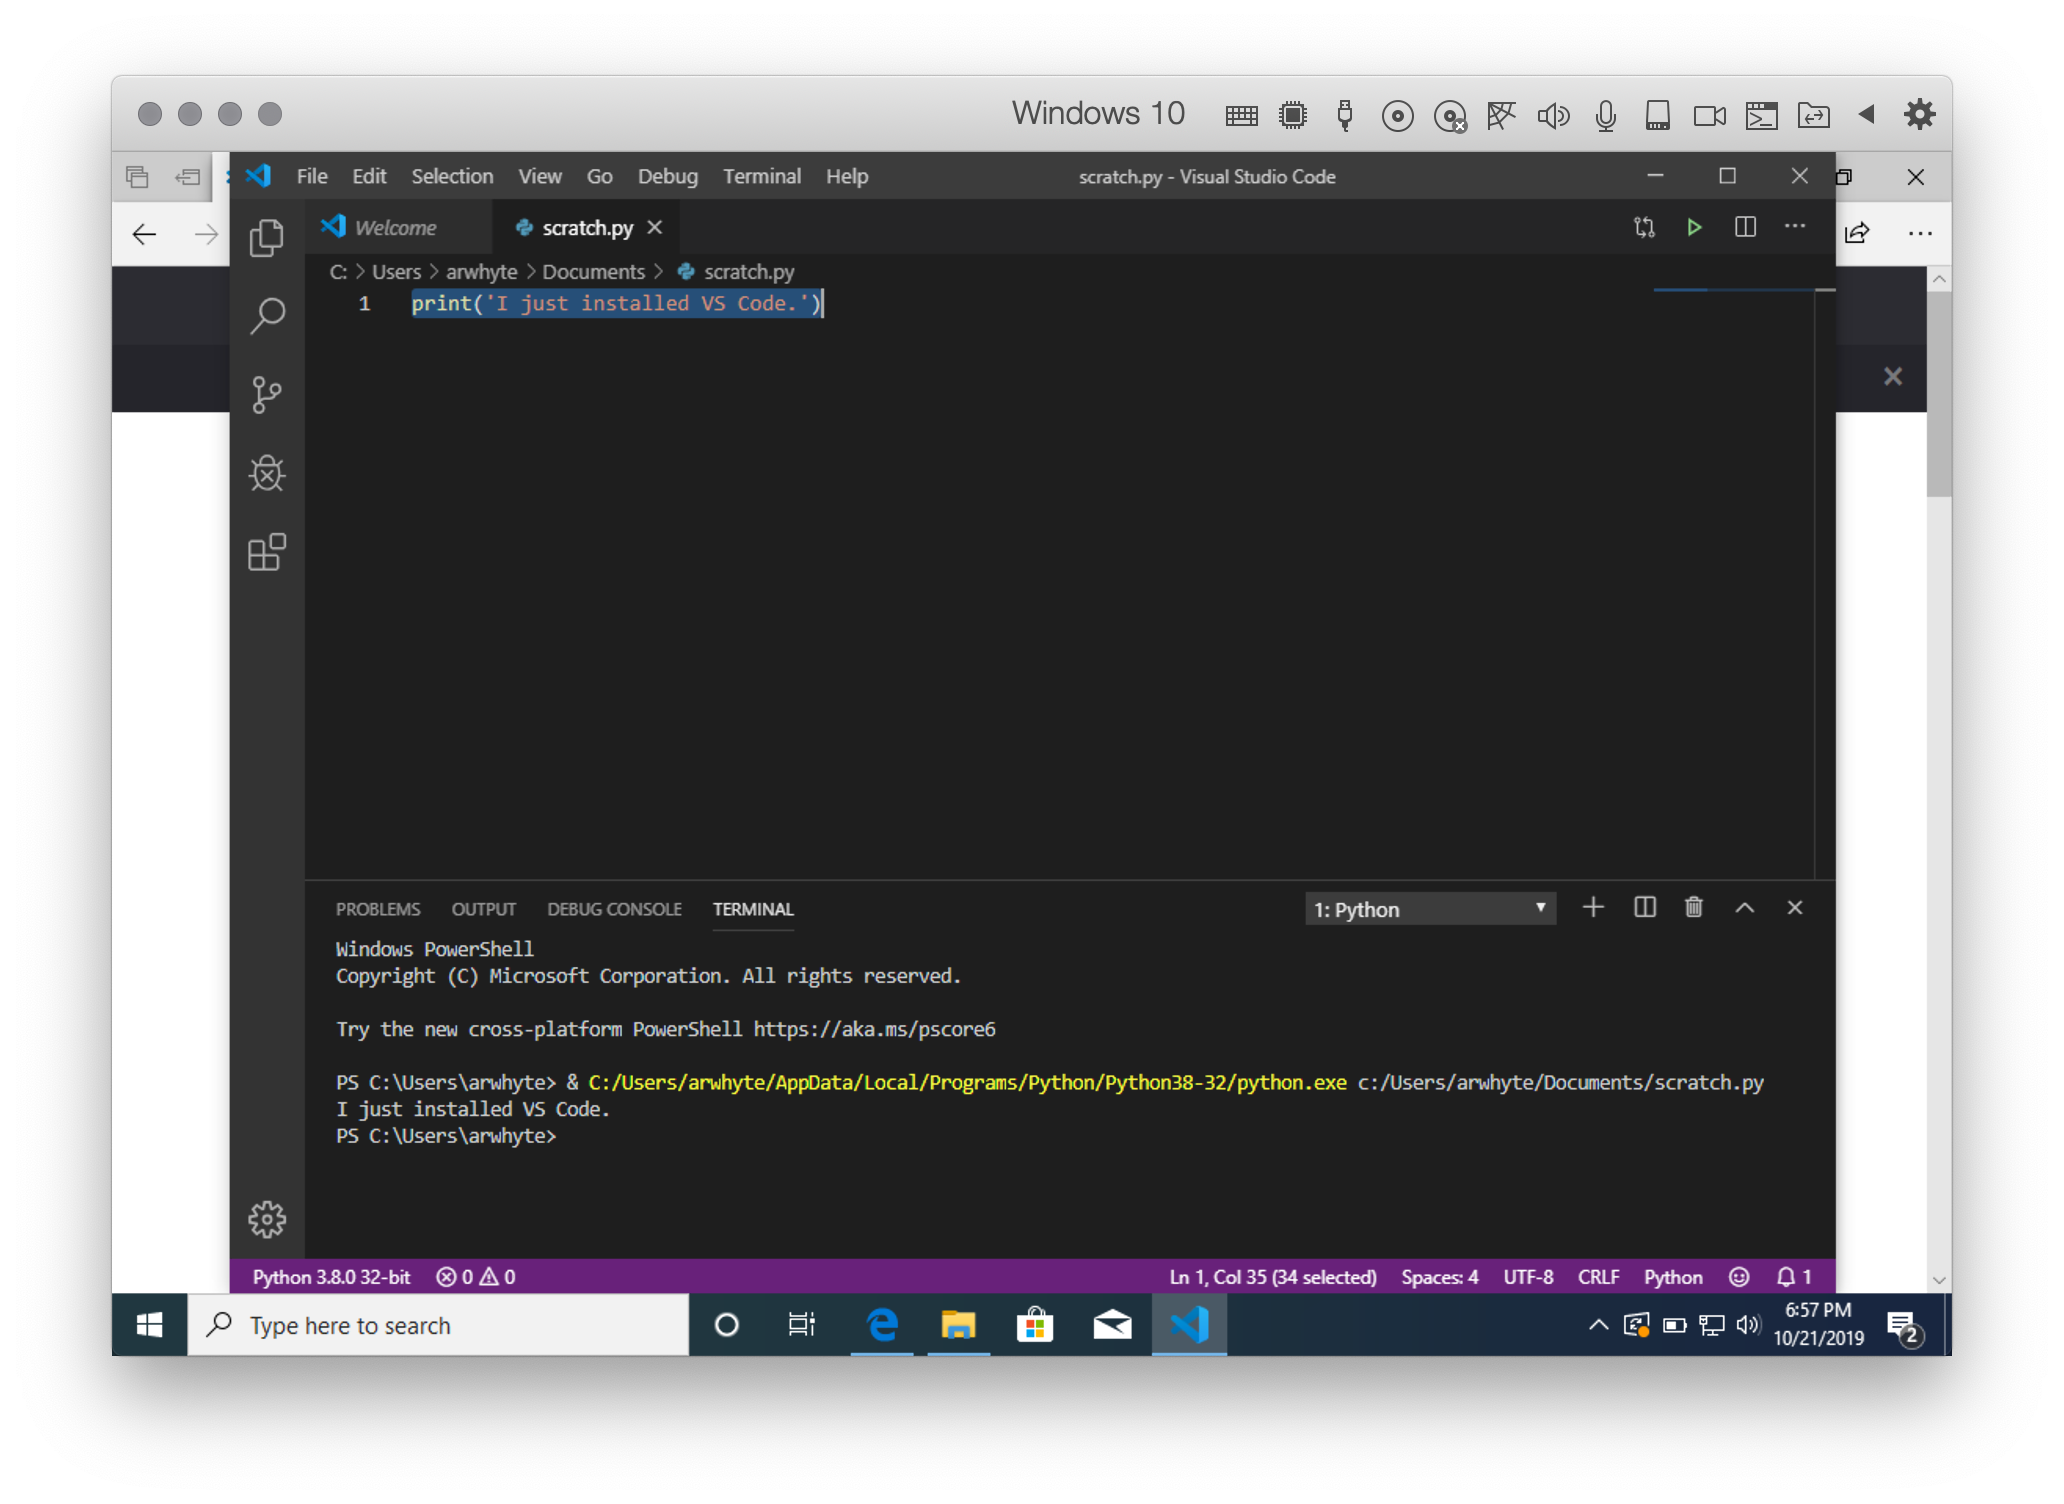 Windows 10
File Edit Selection View Go Debug Terminal Help scratch.py - Visual Studio Code
Welcome scratch.py
C: > Users > arwhyte > Documents > scratch.py
1 print('I just installed VS Code.')
PROBLEMS OUTPUT DEBUG CONSOLE TERMINAL 1: Python
Windows PowerShell
Copyright (C) Microsoft Corporation. All rights reserved.
Try the new cross-platform PowerShell https://aka.ms/pscore6
PS C:\Users\arwhyte> & C:/Users/arwhyte/AppData/Local/Programs/Python/Python38-32/python.exe c:/Users/arwhyte/Documents/scratch.py
I just installed VS Code.
PS C:\Users\arwhyte>
Python 3.8.0 32-bit 0 0 Ln 1, Col 35 (34 selected) Spaces: 4 UTF-8 CRLF Python 1
Type here to search
6:57 PM
10/21/2019
2